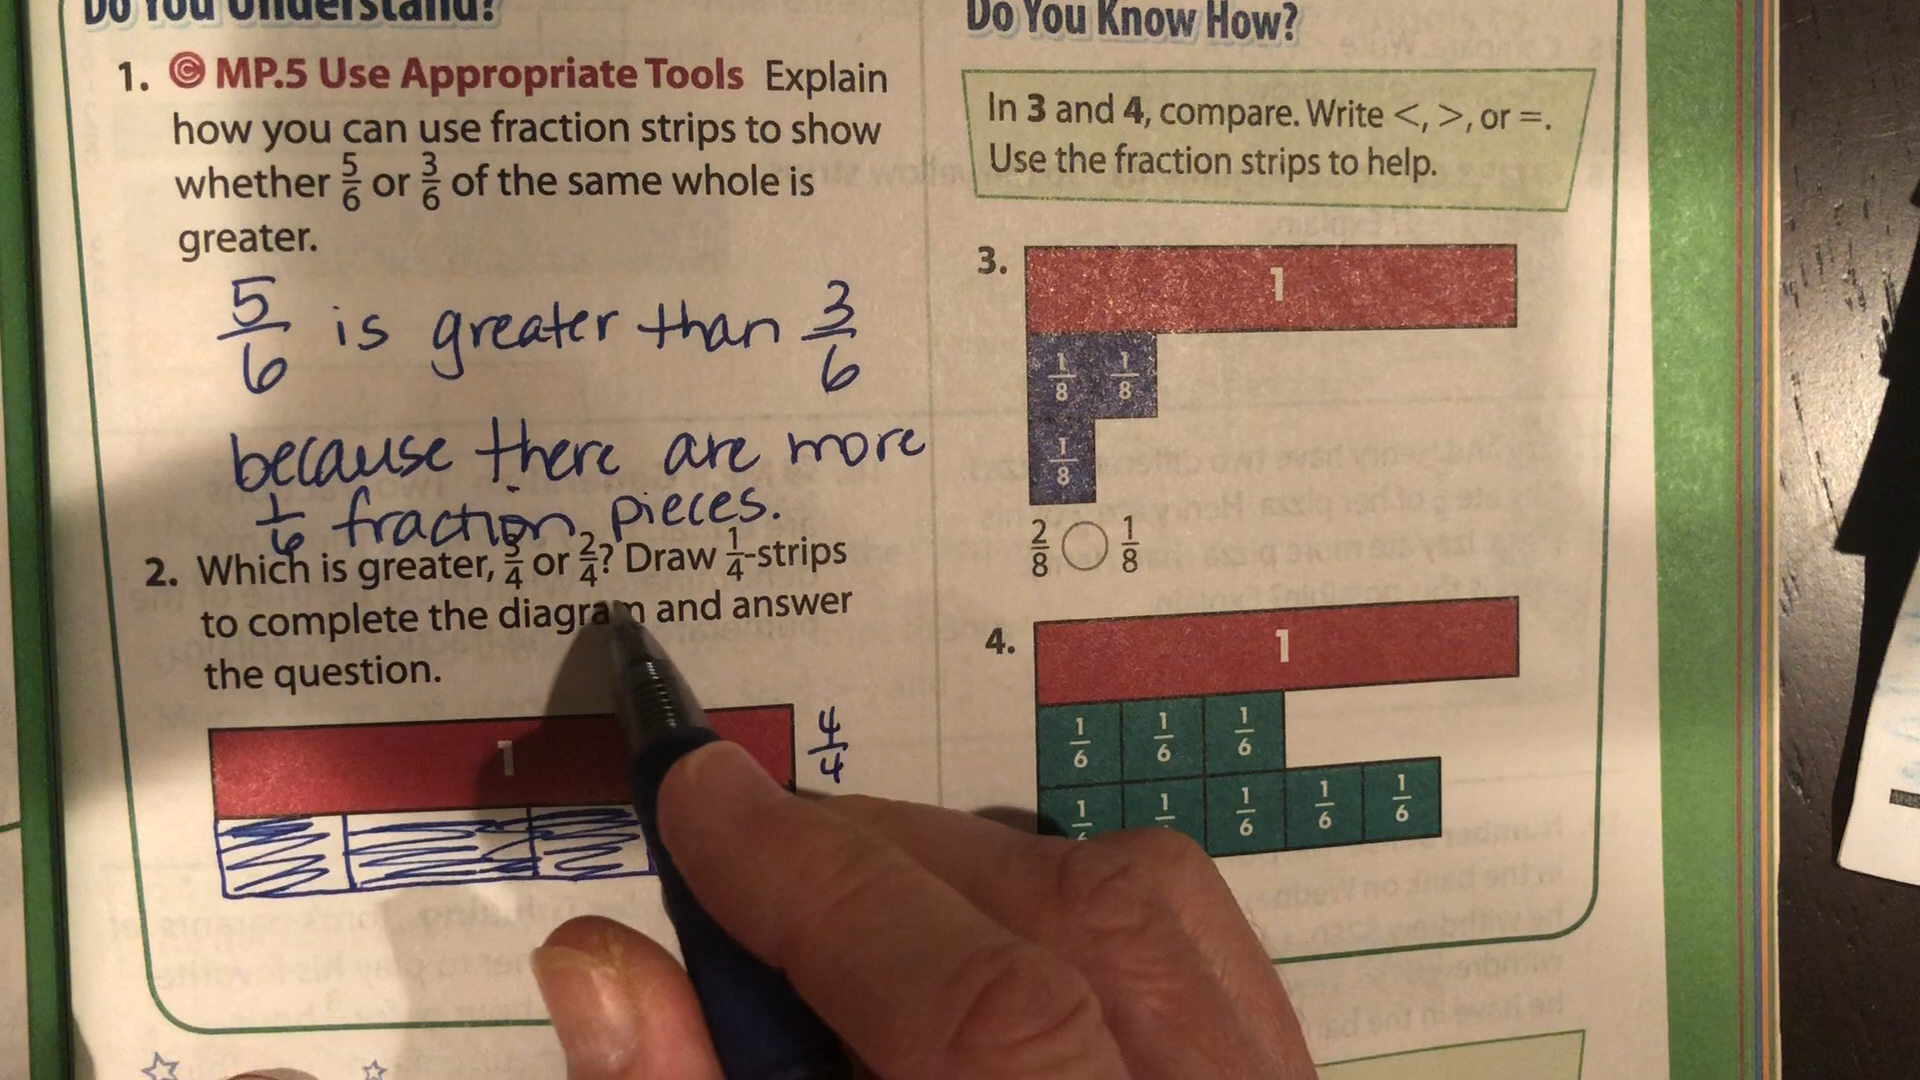 Do You Understand?
1. © MP.5 Use Appropriate Tools Explain
how you can use fraction strips to show
whether 5/6 or 3/6 of the same whole is
greater.
5/6 is greater than 3/6
because there are more
1/6 fraction pieces.
2. Which is greater, 3/4 or 2/4? Draw 1/4-strips
to complete the diagram and answer
the question.
1 4/4
Do You Know How?
In 3 and 4, compare. Write <, >, or =.
Use the fraction strips to help.
3. 1
1/8 1/8
1/8
2/8 ○ 1/8
4. 1
1/6 1/6 1/6
1/6 1/6 1/6